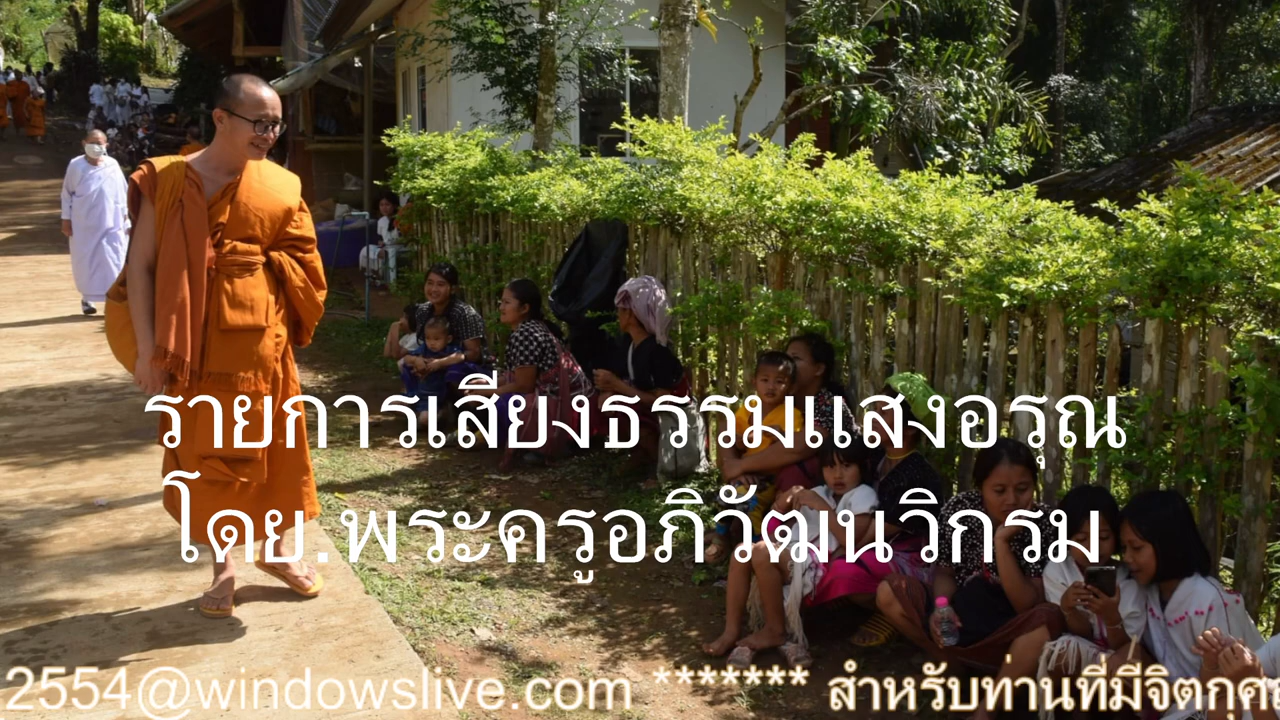 รายการเสียงธรรมแสงอรุณ
โดย.พระครูอภิวัฒนวิกรม
2554@windowslive.com ******* สำหรับท่านที่มีจิตกุศล